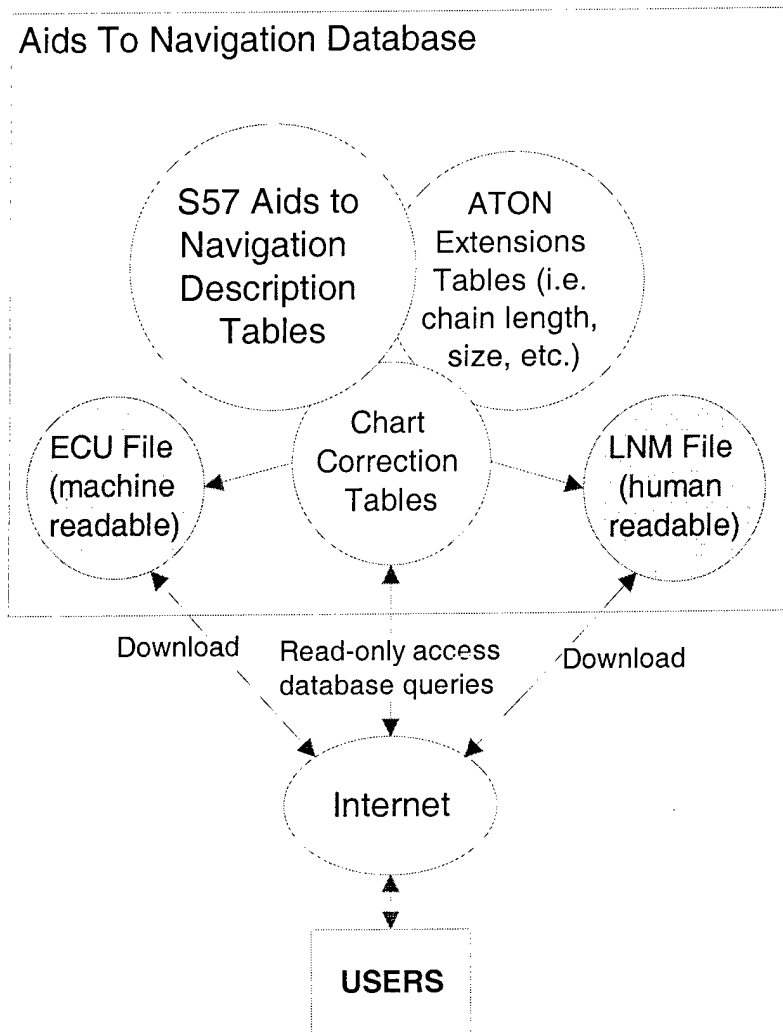 Aids To Navigation Database
S57 Aids to
Navigation
Description
Tables
ATON
Extensions
Tables (i.e.
chain length,
size, etc.)
Chart
Correction
Tables
ECU File
(machine
readable)
LNM File
(human
readable)
Download
Read-only access
database queries
Download
Internet
USERS